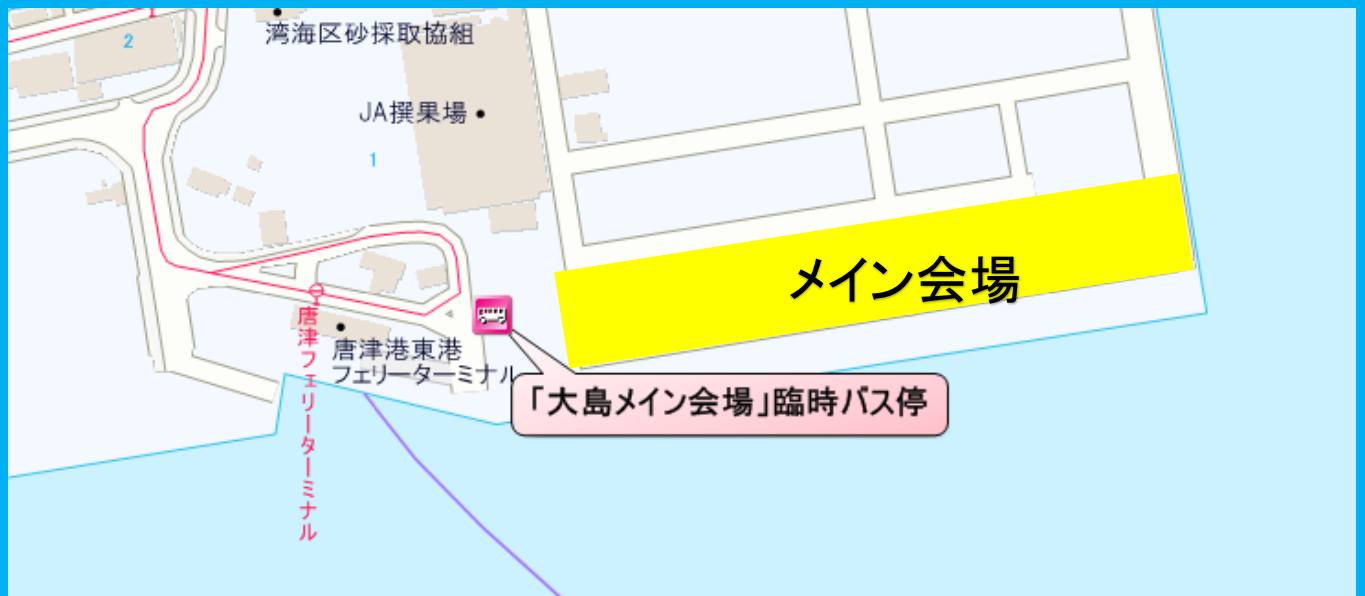 湾海区砂採取協組
2
JA撰果場
1
メイン会場
唐津フェリーターミナル
唐津港東港
フェリーターミナル
「大島メイン会場」臨時バス停